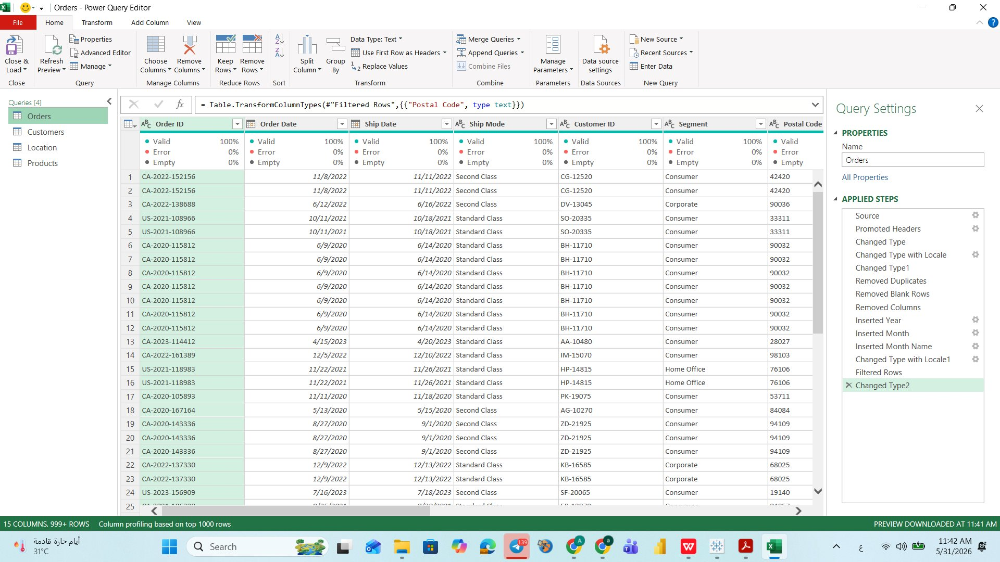 Orders - Power Query Editor
File Home Transform Add Column View
Close & Load
Close
Refresh Preview
Properties
Advanced Editor
Manage
Query
Choose Columns
Remove Columns
Manage Columns
Keep Rows
Remove Rows
Reduce Rows
Sort
Split Column
Group By
Data Type: Text
Use First Row as Headers
Replace Values
Transform
Merge Queries
Append Queries
Combine Files
Combine
Manage Parameters
Parameters
Data source settings
Data Sources
New Source
Recent Sources
Enter Data
New Query
Queries [4]
Orders
Customers
Location
Products
fx
= Table.TransformColumnTypes(#"Filtered Rows",{{"Postal Code", type text}})
Order ID Order Date Ship Date Ship Mode Customer ID Segment Postal Code
Valid 100% Valid 100% Valid 100% Valid 100% Valid 100% Valid 100% Valid
Error 0% Error 0% Error 0% Error 0% Error 0% Error 0% Error
Empty 0% Empty 0% Empty 0% Empty 0% Empty 0% Empty 0% Empty
1 CA-2022-152156 11/8/2022 11/11/2022 Second Class CG-12520 Consumer 42420
2 CA-2022-152156 11/8/2022 11/11/2022 Second Class CG-12520 Consumer 42420
3 CA-2022-138688 6/12/2022 6/16/2022 Second Class DV-13045 Corporate 90036
4 US-2021-108966 10/11/2021 10/18/2021 Standard Class SO-20335 Consumer 33311
5 US-2021-108966 10/11/2021 10/18/2021 Standard Class SO-20335 Consumer 33311
6 CA-2020-115812 6/9/2020 6/14/2020 Standard Class BH-11710 Consumer 90032
7 CA-2020-115812 6/9/2020 6/14/2020 Standard Class BH-11710 Consumer 90032
8 CA-2020-115812 6/9/2020 6/14/2020 Standard Class BH-11710 Consumer 90032
9 CA-2020-115812 6/9/2020 6/14/2020 Standard Class BH-11710 Consumer 90032
10 CA-2020-115812 6/9/2020 6/14/2020 Standard Class BH-11710 Consumer 90032
11 CA-2020-115812 6/9/2020 6/14/2020 Standard Class BH-11710 Consumer 90032
12 CA-2020-115812 6/9/2020 6/14/2020 Standard Class BH-11710 Consumer 90032
13 CA-2023-114412 4/15/2023 4/20/2023 Standard Class AA-10480 Consumer 28027
14 CA-2022-161389 12/5/2022 12/10/2022 Standard Class IM-15070 Consumer 98103
15 US-2021-118983 11/22/2021 11/26/2021 Standard Class HP-14815 Home Office 76106
16 US-2021-118983 11/22/2021 11/26/2021 Standard Class HP-14815 Home Office 76106
17 CA-2020-105893 11/11/2020 11/18/2020 Standard Class PK-19075 Consumer 53711
18 CA-2020-167164 5/13/2020 5/15/2020 Second Class AG-10270 Consumer 84084
19 CA-2020-143336 8/27/2020 9/1/2020 Second Class ZD-21925 Consumer 94109
20 CA-2020-143336 8/27/2020 9/1/2020 Second Class ZD-21925 Consumer 94109
21 CA-2020-143336 8/27/2020 9/1/2020 Second Class ZD-21925 Consumer 94109
22 CA-2022-137330 12/9/2022 12/13/2022 Standard Class KB-16585 Corporate 68025
23 CA-2022-137330 12/9/2022 12/13/2022 Standard Class KB-16585 Corporate 68025
24 US-2023-156909 7/16/2023 7/18/2023 Second Class SF-20065 Consumer 19140
25
Query Settings
PROPERTIES
Name
Orders
All Properties
APPLIED STEPS
Source
Promoted Headers
Changed Type
Changed Type with Locale
Changed Type1
Removed Duplicates
Removed Blank Rows
Removed Columns
Inserted Year
Inserted Month
Inserted Month Name
Changed Type with Locale1
Filtered Rows
Changed Type2
15 COLUMNS, 999+ ROWS Column profiling based on top 1000 rows PREVIEW DOWNLOADED AT 11:41 AM
أيام حارة قادمة
31°C
Search
139
ع
11:42 AM
5/31/2026